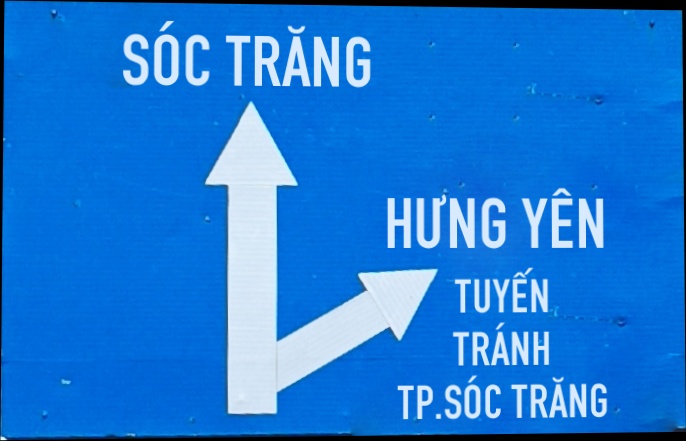 SÓC TRĂNG
HƯNG YÊN
TUYẾN
TRÁNH
TP.SÓC TRĂNG